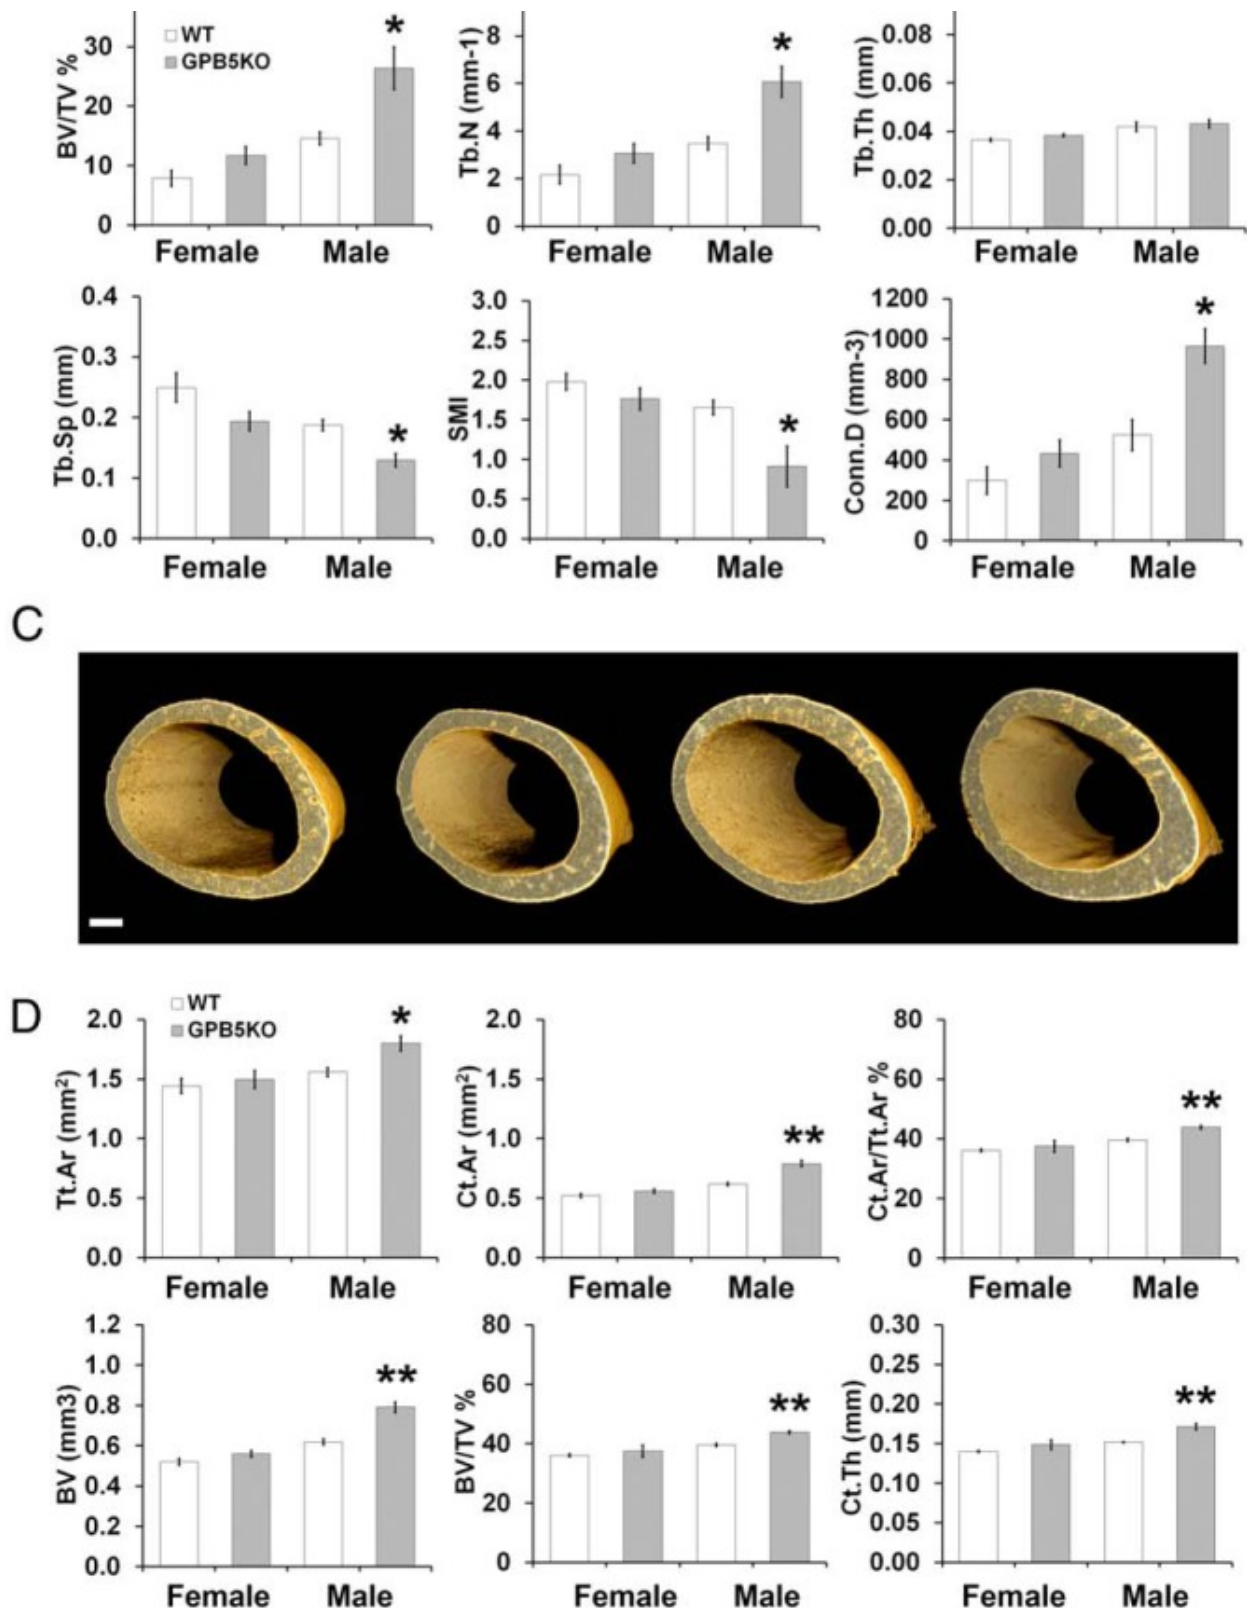 WT
GPB5KO
BV/TV %
30
20
10
0
*
Female Male
Tb.N (mm-1)
8
6
4
2
0
*
Female Male
Tb.Th (mm)
0.08
0.06
0.04
0.02
0.00
Female Male
Tb.Sp (mm)
0.4
0.3
0.2
0.1
0.0
*
Female Male
SMI
3.0
2.5
2.0
1.5
1.0
0.5
0.0
*
Female Male
Conn.D (mm-3)
1200
1000
800
600
400
200
0
*
Female Male
C
D
WT
GPB5KO
Tt.Ar (mm²)
2.0
1.5
1.0
0.5
0.0
*
Female Male
Ct.Ar (mm²)
2.0
1.5
1.0
0.5
0.0
**
Female Male
Ct.Ar/Tt.Ar %
80
60
40
20
0
**
Female Male
BV (mm3)
1.2
1.0
0.8
0.6
0.4
0.2
0.0
**
Female Male
BV/TV %
80
60
40
20
0
**
Female Male
Ct.Th (mm)
0.30
0.25
0.20
0.15
0.10
0.05
0.00
**
Female Male